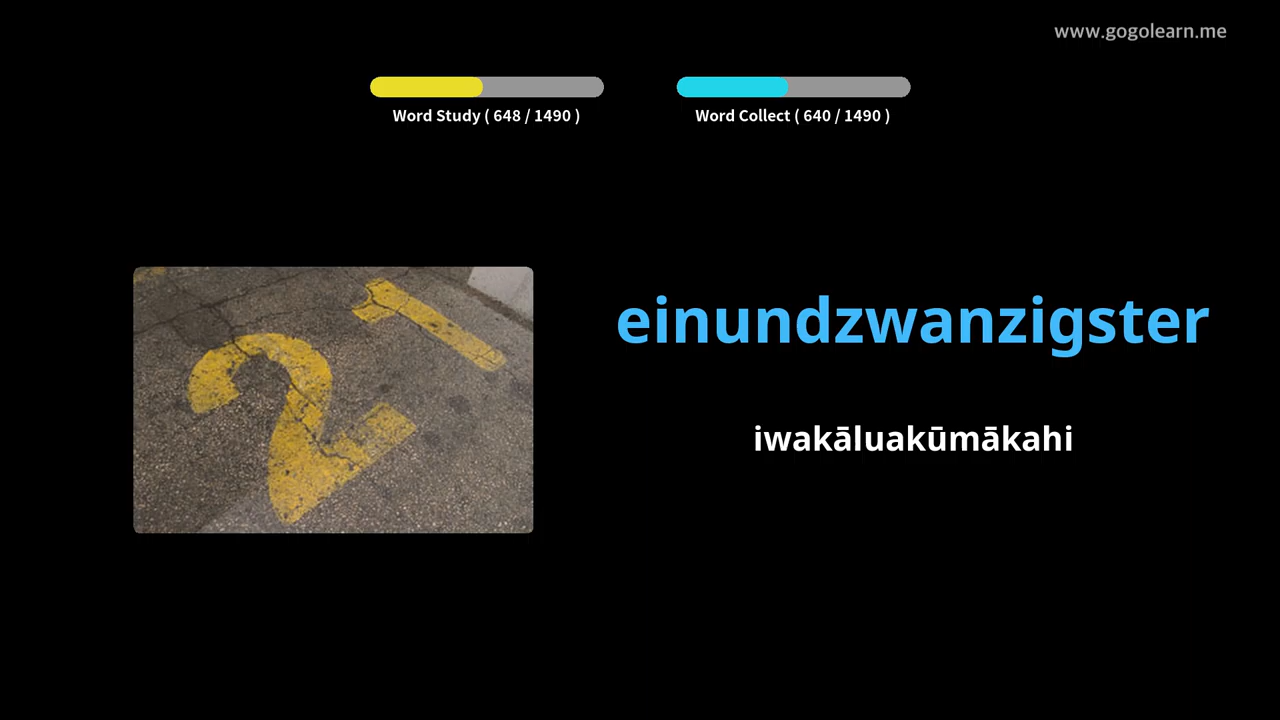 www.gogolearn.me
Word Study ( 648 / 1490 )
Word Collect ( 640 / 1490 )
21
einundzwanzigster
iwakāluakūmākahi